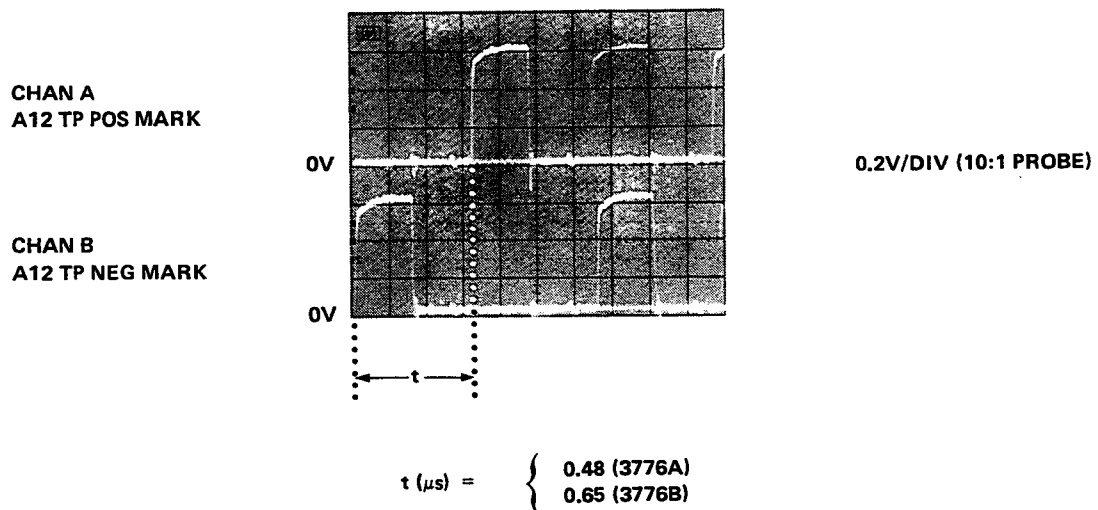 CHAN A
A12 TP POS MARK
0V
0.2V/DIV (10:1 PROBE)
CHAN B
A12 TP NEG MARK
0V
t
t (μs) = { 0.48 (3776A)
0.65 (3776B)